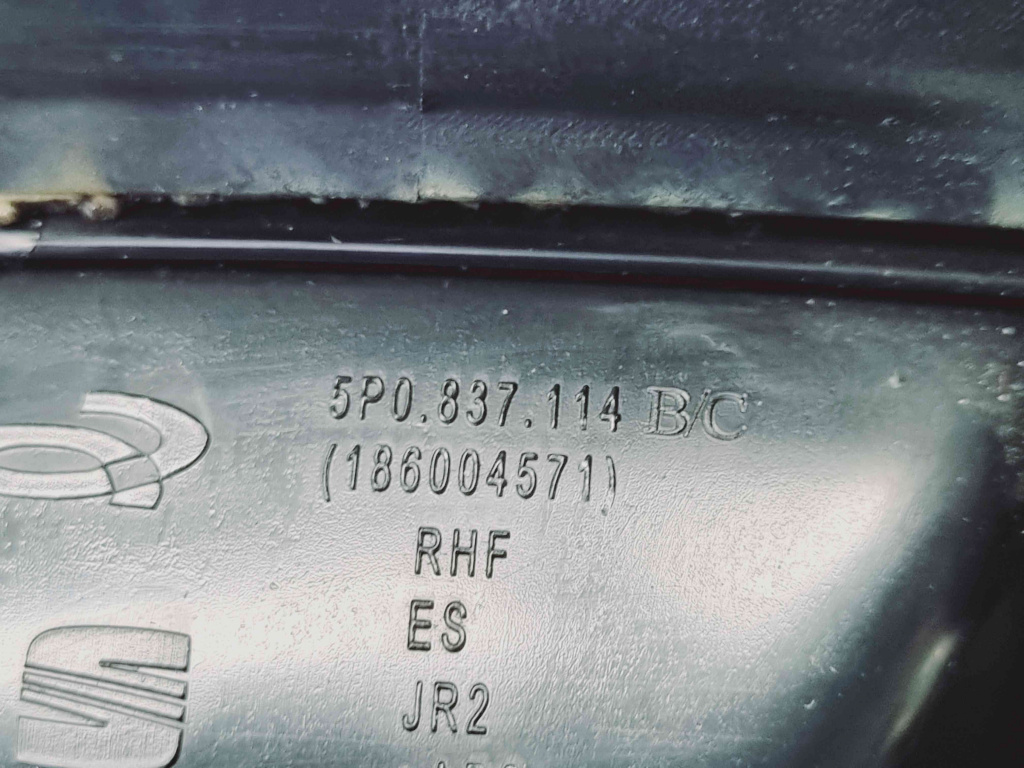 5P0.837.114 B/C
(186004571)
RHF
ES
JR2